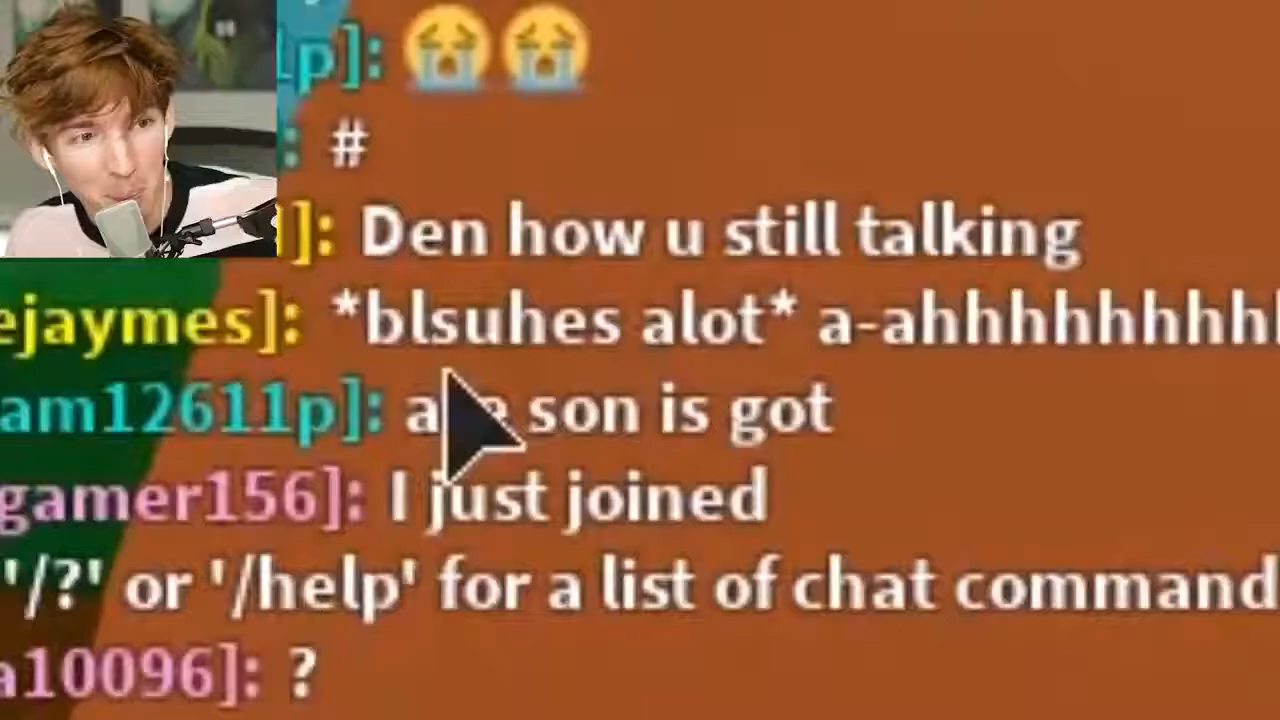 lp]: 😭😭
: #
]: Den how u still talking
ejaymes]: *blsuhes alot* a-ahhhhhhhhhh
am12611p]: son is got
gamer156]: I just joined
'/?' or '/help' for a list of chat command
a10096]: ?